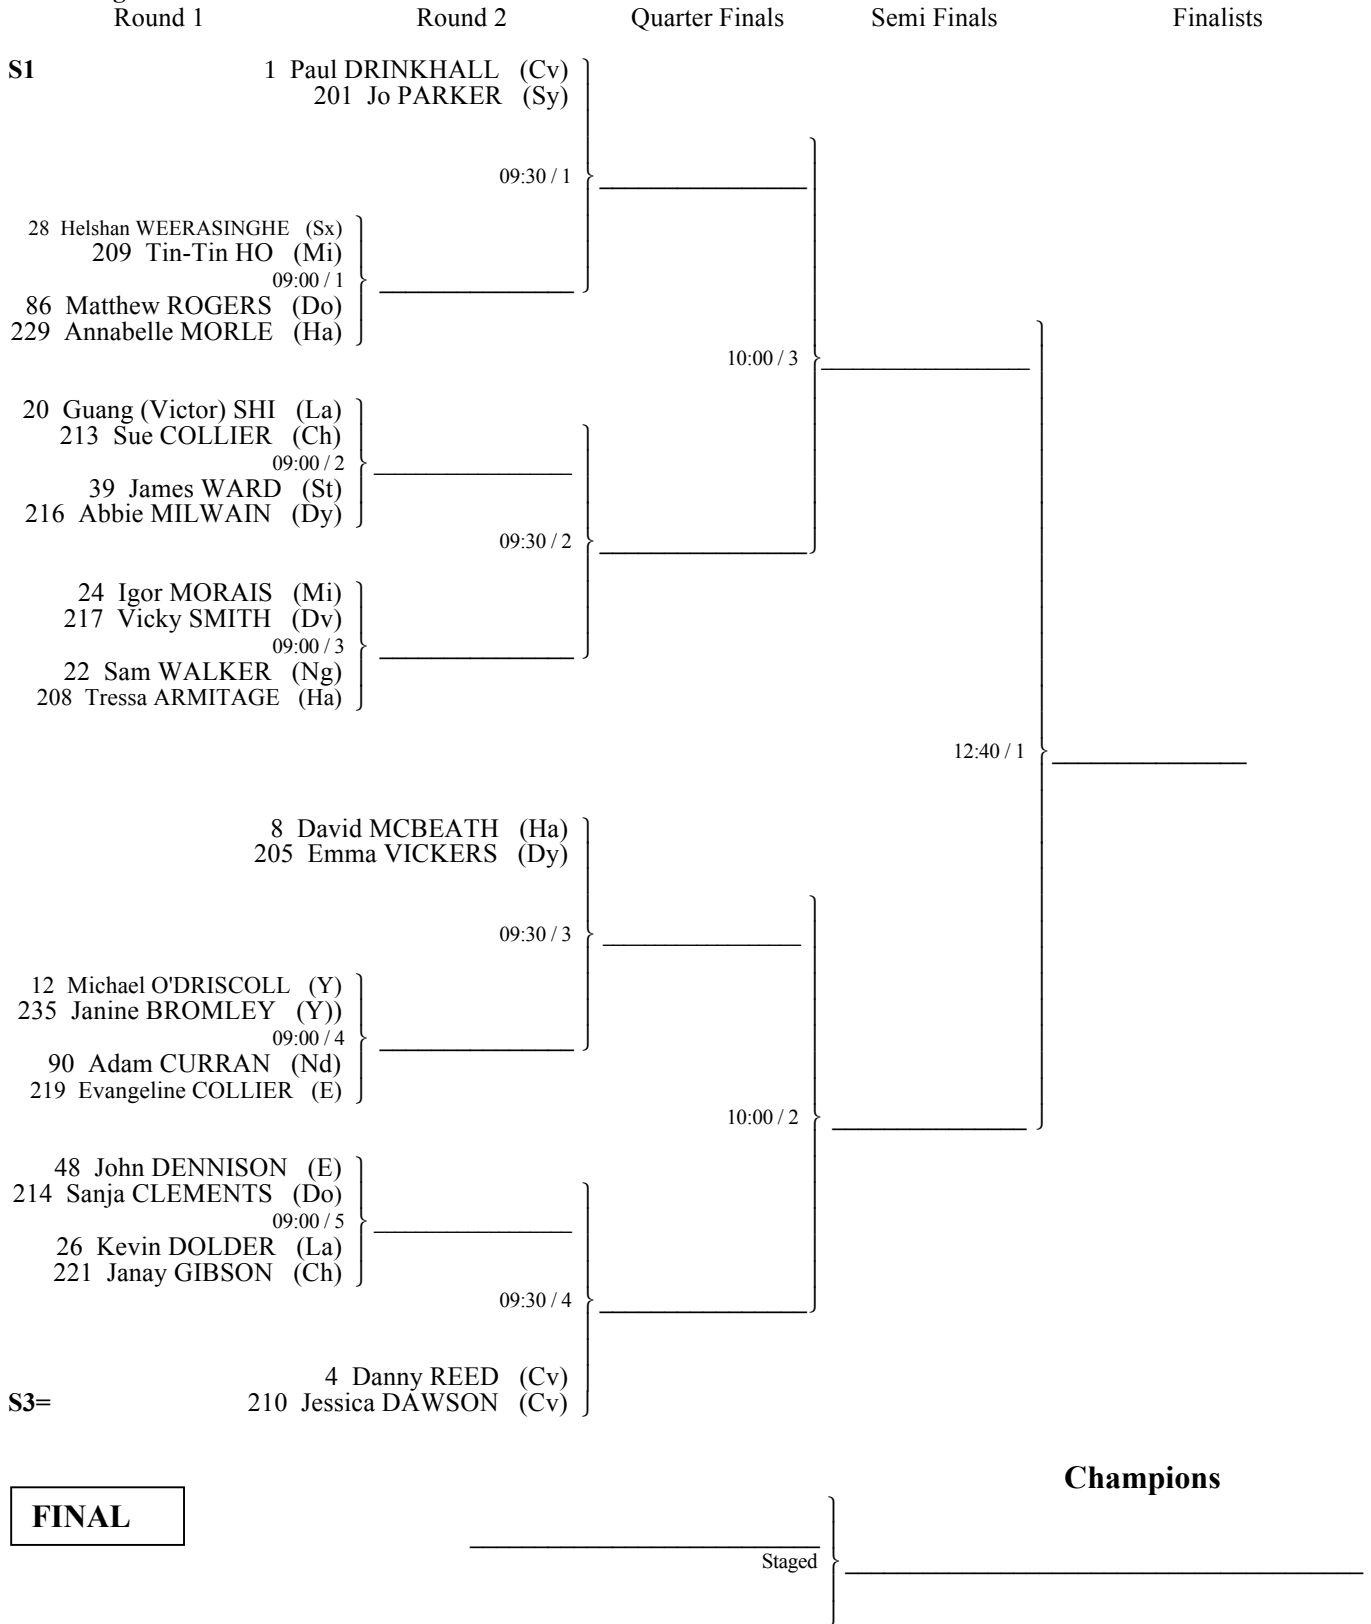 Round 1 Round 2 Quarter Finals Semi Finals Finalists
S1 1 Paul DRINKHALL (Cv)
201 Jo PARKER (Sy)
09:30 / 1
28 Helshan WEERASINGHE (Sx)
209 Tin-Tin HO (Mi)
09:00 / 1
86 Matthew ROGERS (Do)
229 Annabelle MORLE (Ha)
10:00 / 3
20 Guang (Victor) SHI (La)
213 Sue COLLIER (Ch)
09:00 / 2
39 James WARD (St)
216 Abbie MILWAIN (Dy)
09:30 / 2
24 Igor MORAIS (Mi)
217 Vicky SMITH (Dv)
09:00 / 3
22 Sam WALKER (Ng)
208 Tressa ARMITAGE (Ha)
12:40 / 1
8 David MCBEATH (Ha)
205 Emma VICKERS (Dy)
09:30 / 3
12 Michael O'DRISCOLL (Y)
235 Janine BROMLEY (Y))
09:00 / 4
90 Adam CURRAN (Nd)
219 Evangeline COLLIER (E)
10:00 / 2
48 John DENNISON (E)
214 Sanja CLEMENTS (Do)
09:00 / 5
26 Kevin DOLDER (La)
221 Janay GIBSON (Ch)
09:30 / 4
4 Danny REED (Cv)
S3= 210 Jessica DAWSON (Cv)
Champions
FINAL
Staged